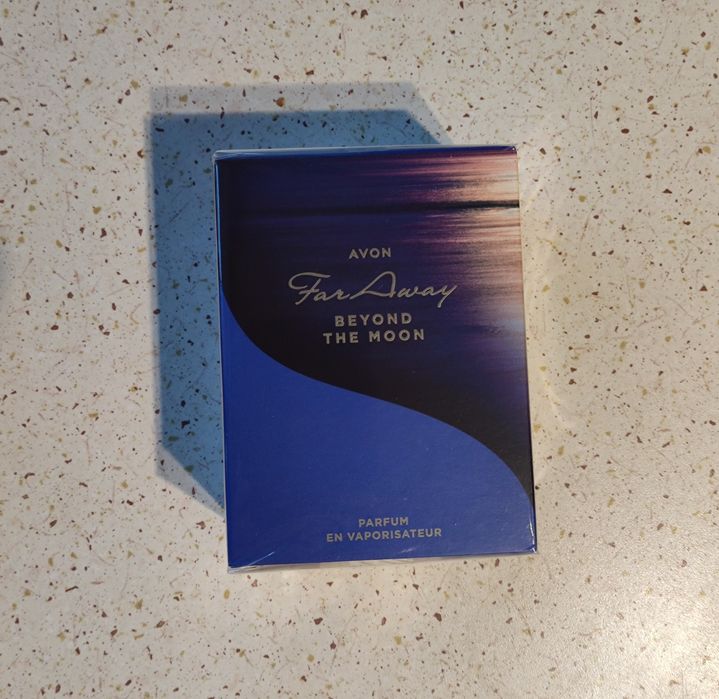 AVON
Far Away
BEYOND
THE MOON
PARFUM
EN VAPORISATEUR